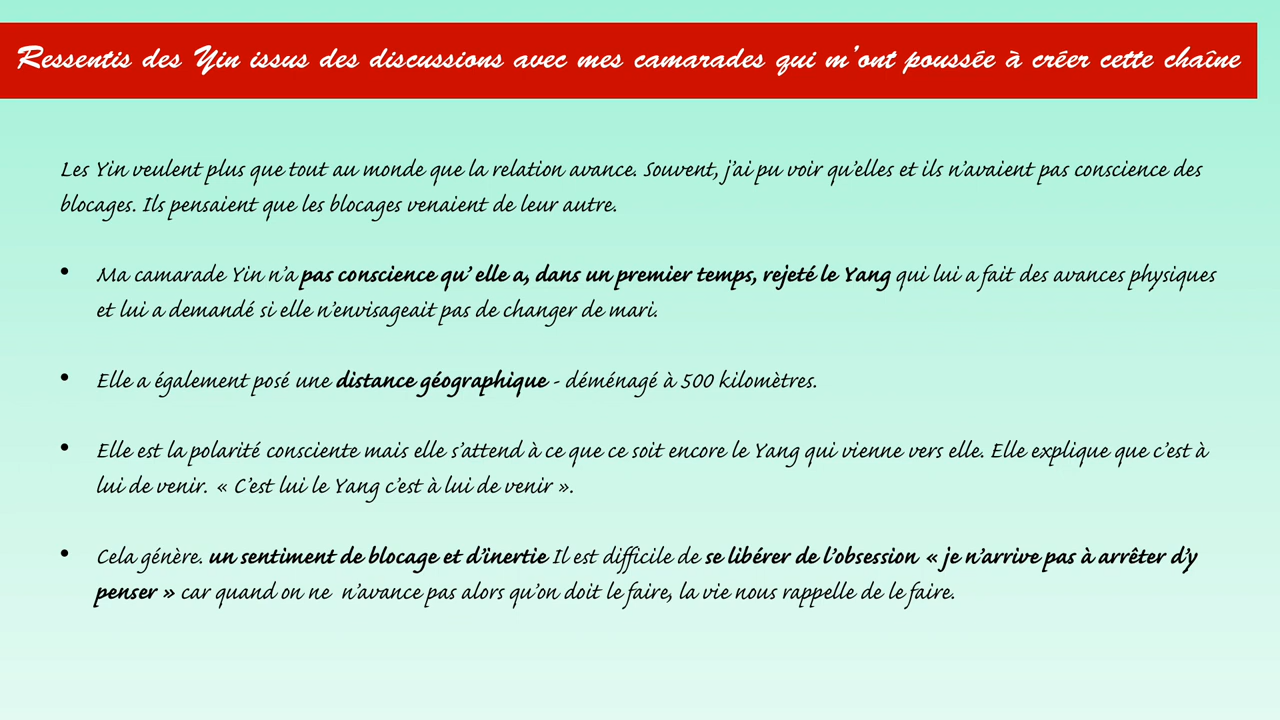 Ressentis des Yin issus des discussions avec mes camarades qui m'ont poussée à créer cette chaîne
Les Yin veulent plus que tout au monde que la relation avance. Souvent, j'ai pu voir qu'elles et ils n'avaient pas conscience des
blocages. Ils pensaient que les blocages venaient de leur autre.
• Ma camarade Yin n'a pas conscience qu' elle a, dans un premier temps, rejeté le Yang qui lui a fait des avances physiques
et lui a demandé si elle n'envisageait pas de changer de mari.
• Elle a également posé une distance géographique - déménagé à 500 kilomètres.
• Elle est la polarité consciente mais elle s'attend à ce que ce soit encore le Yang qui vienne vers elle. Elle explique que c'est à
lui de venir. « C'est lui le Yang c'est à lui de venir ».
• Cela génère. un sentiment de blocage et d'inertie Il est difficile de se libérer de l'obsession « je n'arrive pas à arrêter d'y
penser » car quand on ne  n'avance pas alors qu'on doit le faire, la vie nous rappelle de le faire.